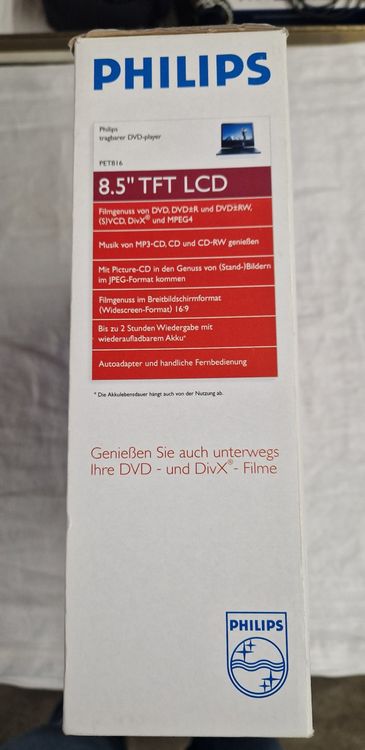 PHILIPS
Philips
tragbarer DVD-player
PET816
8.5" TFT LCD
Filmgenuss von DVD, DVD±R und DVD±RW,
(S)VCD, DivX® und MPEG4
Musik von MP3-CD, CD und CD-RW genießen
Mit Picture-CD in den Genuss von (Stand-)Bildern
im JPEG-Format kommen
Filmgenuss im Breitbildschirmformat
(Widescreen-Format) 16:9
Bis zu 2 Stunden Wiedergabe mit
wiederaufladbarem Akku*
Autoadapter und handliche Fernbedienung
* Die Akkulebensdauer hängt auch von der Nutzung ab.
Genießen Sie auch unterwegs
Ihre DVD - und DivX®- Filme
PHILIPS